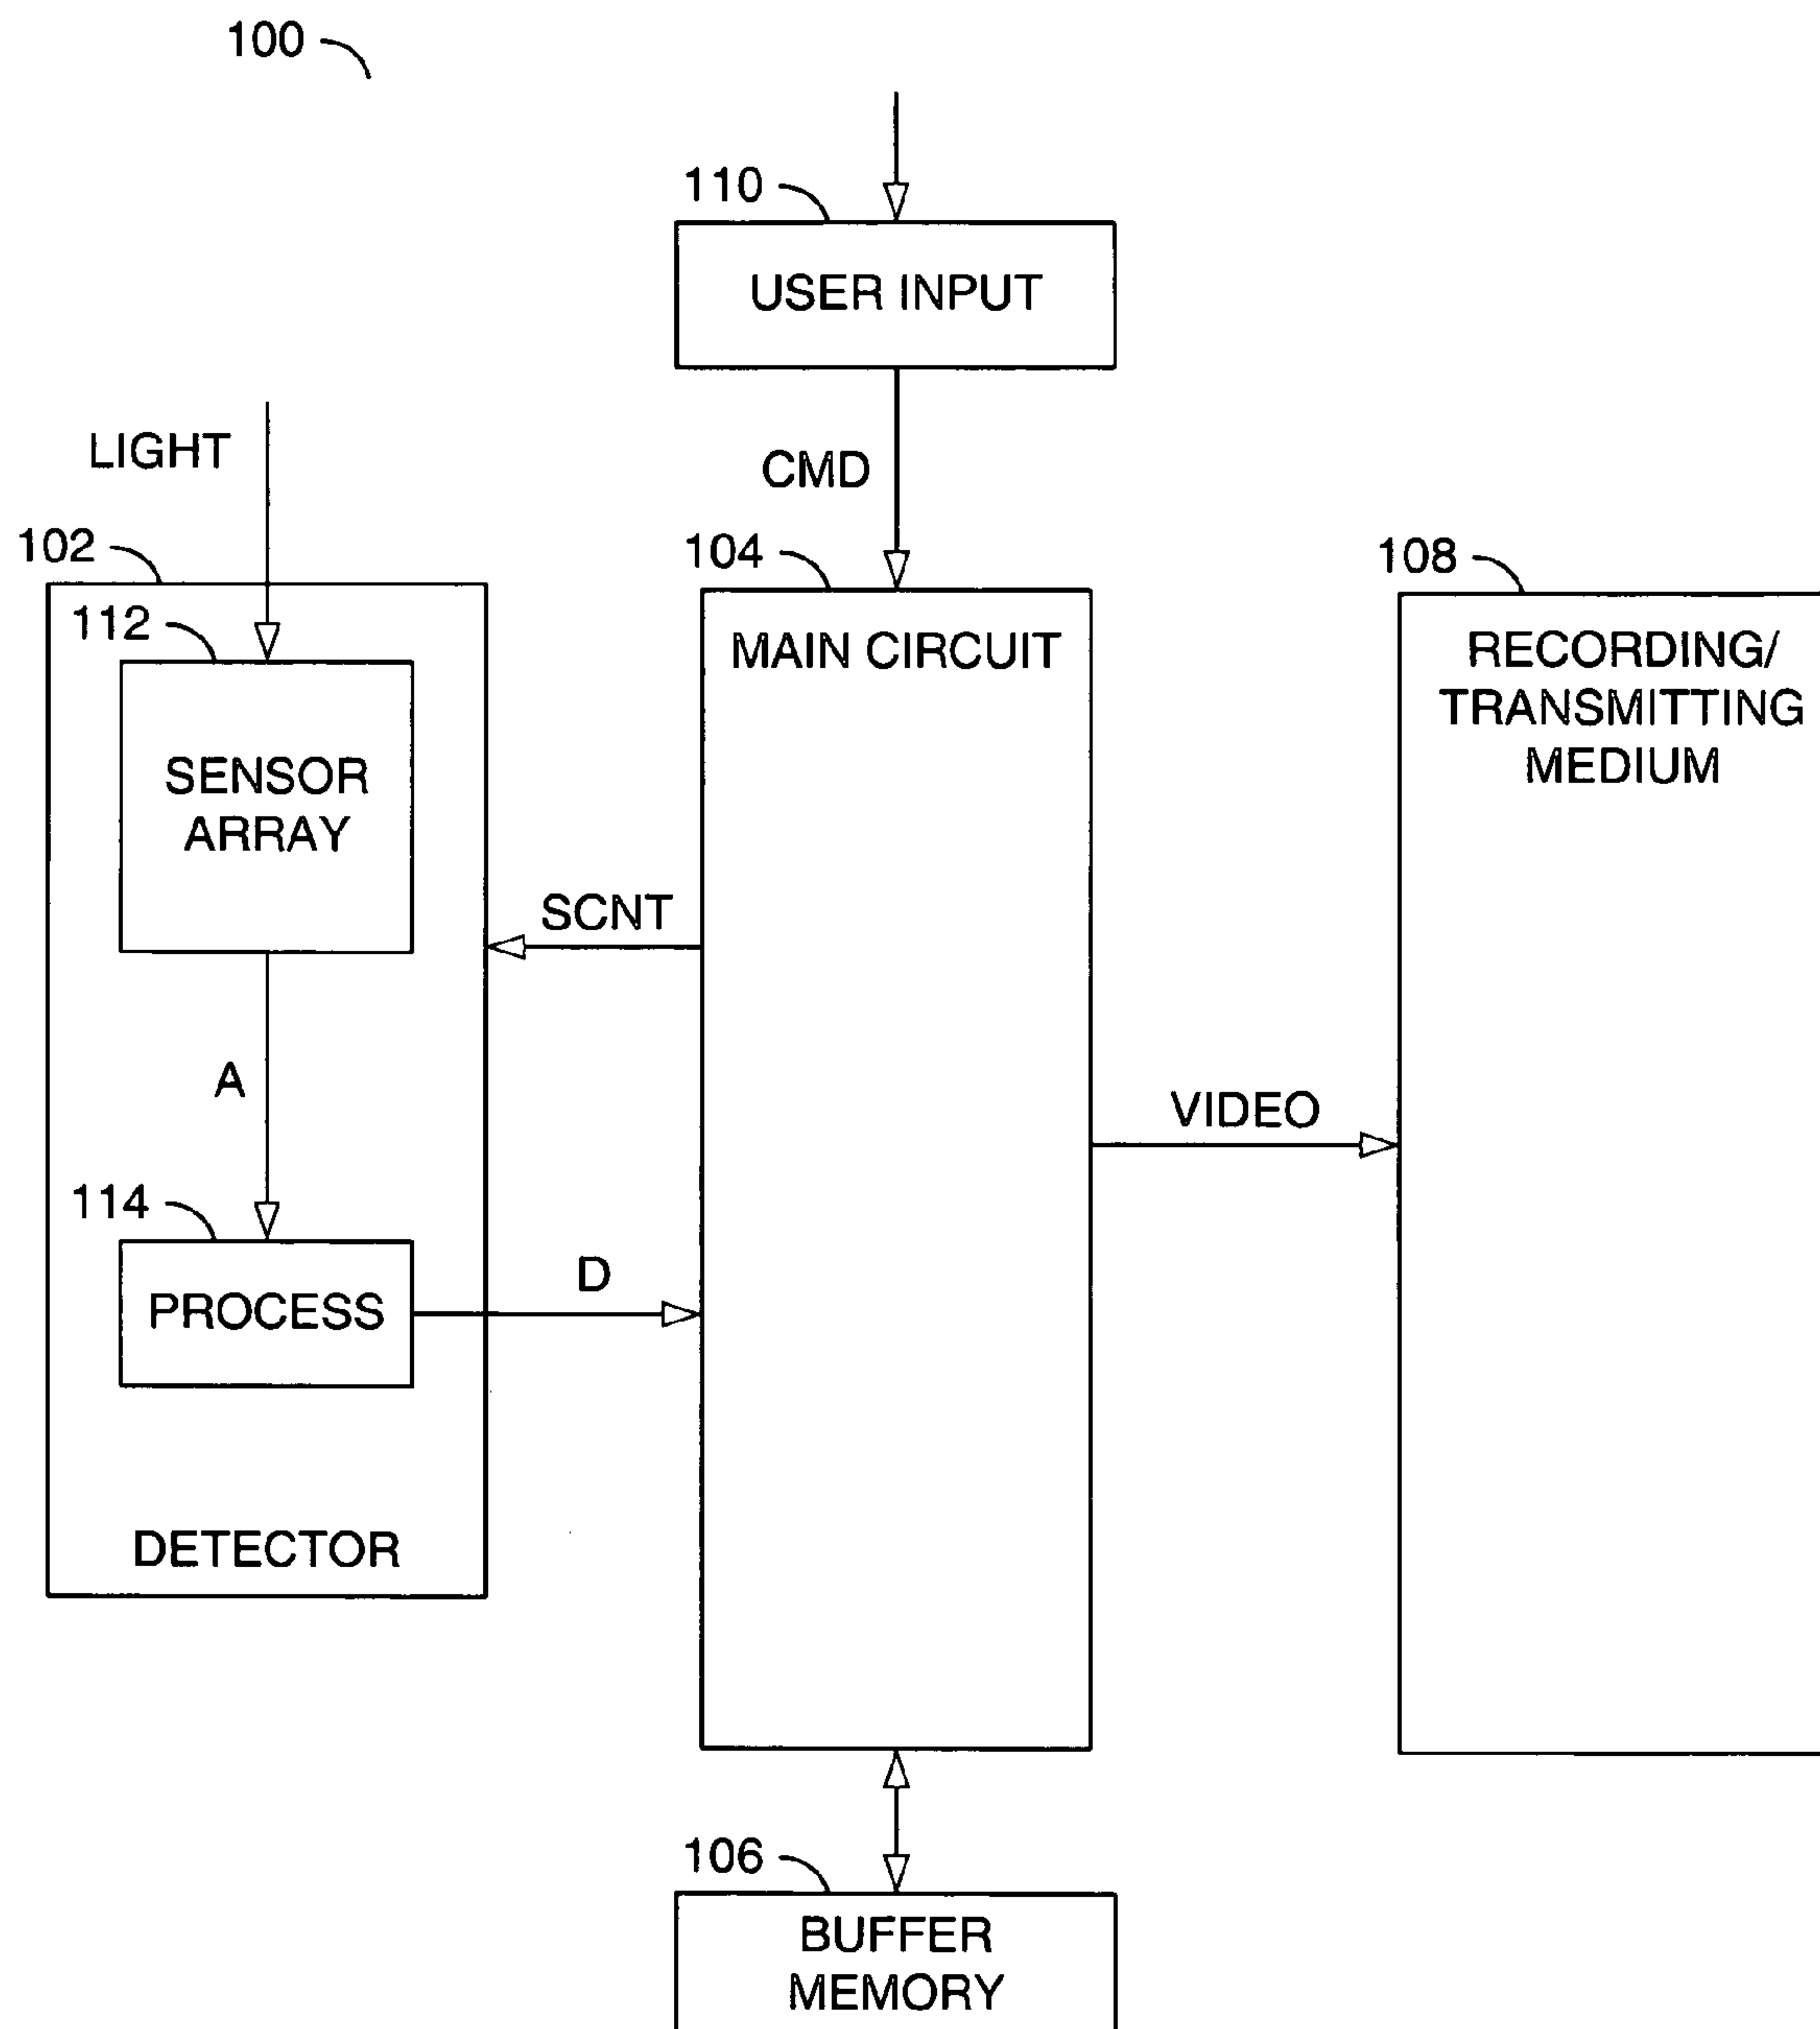 100
110
USER INPUT
LIGHT
CMD
102
104
108
112
MAIN CIRCUIT
RECORDING/
TRANSMITTING
MEDIUM
SENSOR
ARRAY
SCNT
A
VIDEO
114
D
PROCESS
DETECTOR
106
BUFFER
MEMORY